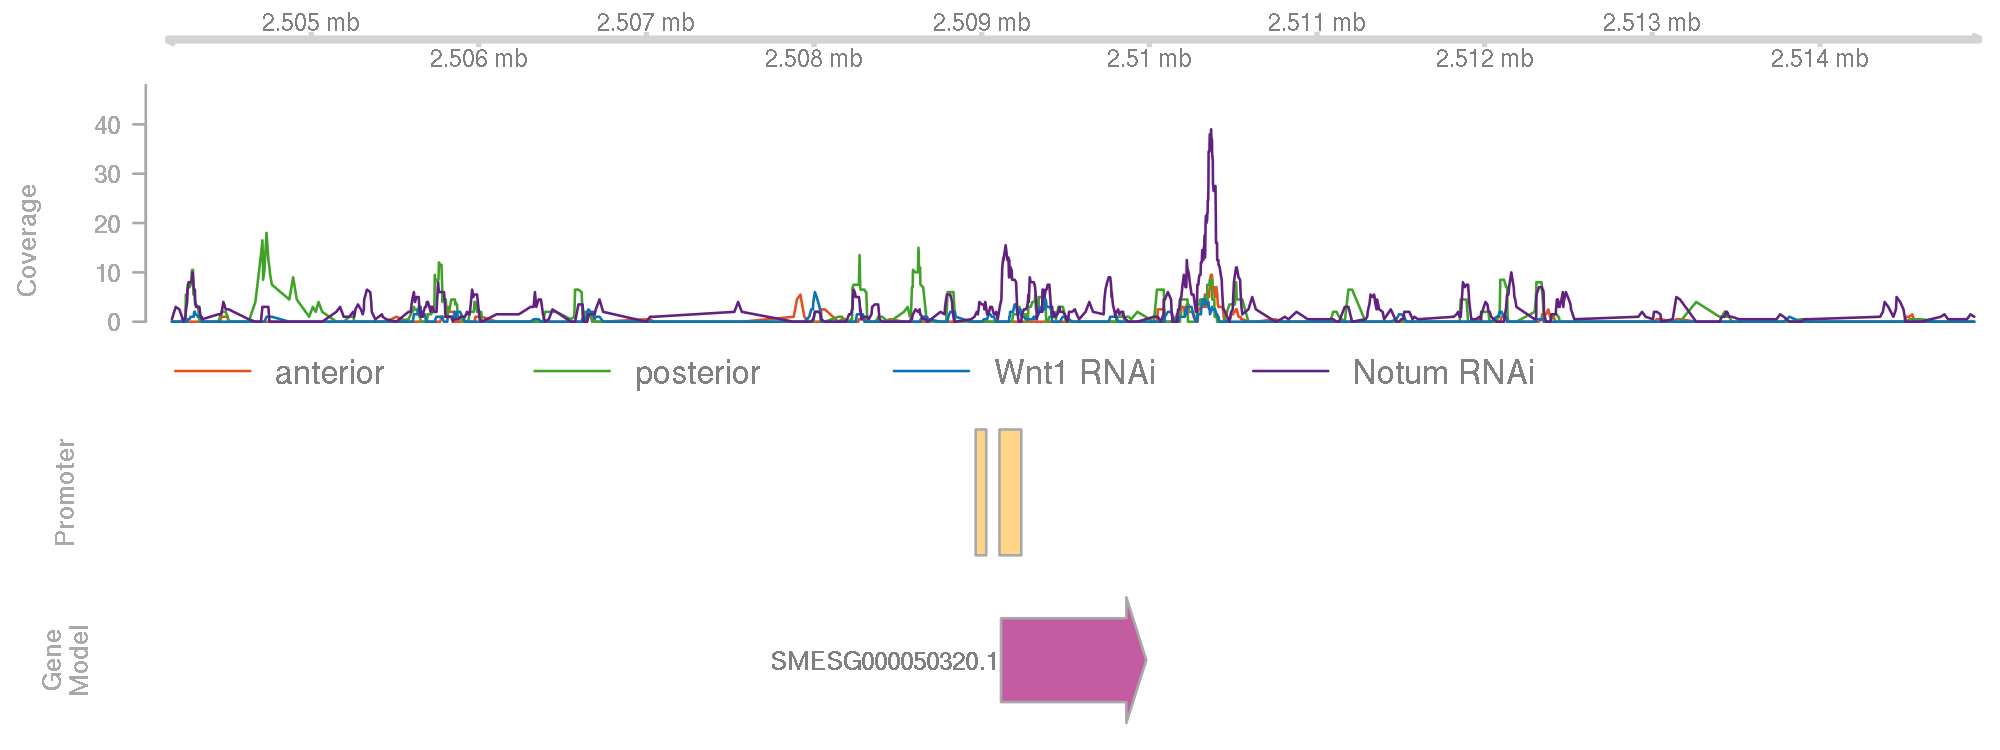 2.505 mb 2.507 mb 2.509 mb 2.511 mb 2.513 mb
2.506 mb 2.508 mb 2.51 mb 2.512 mb 2.514 mb
Coverage
40
30
20
10
0
anterior posterior Wnt1 RNAi Notum RNAi
Promoter
Gene
Model
SMESG000050320.1